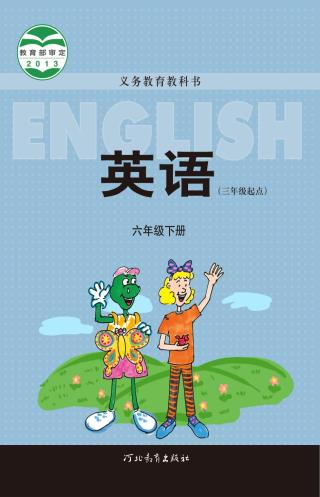 教育部审定
2013
义务教育教科书
ENGLISH
英语
(三年级起点)
六年级下册
河北教育出版社